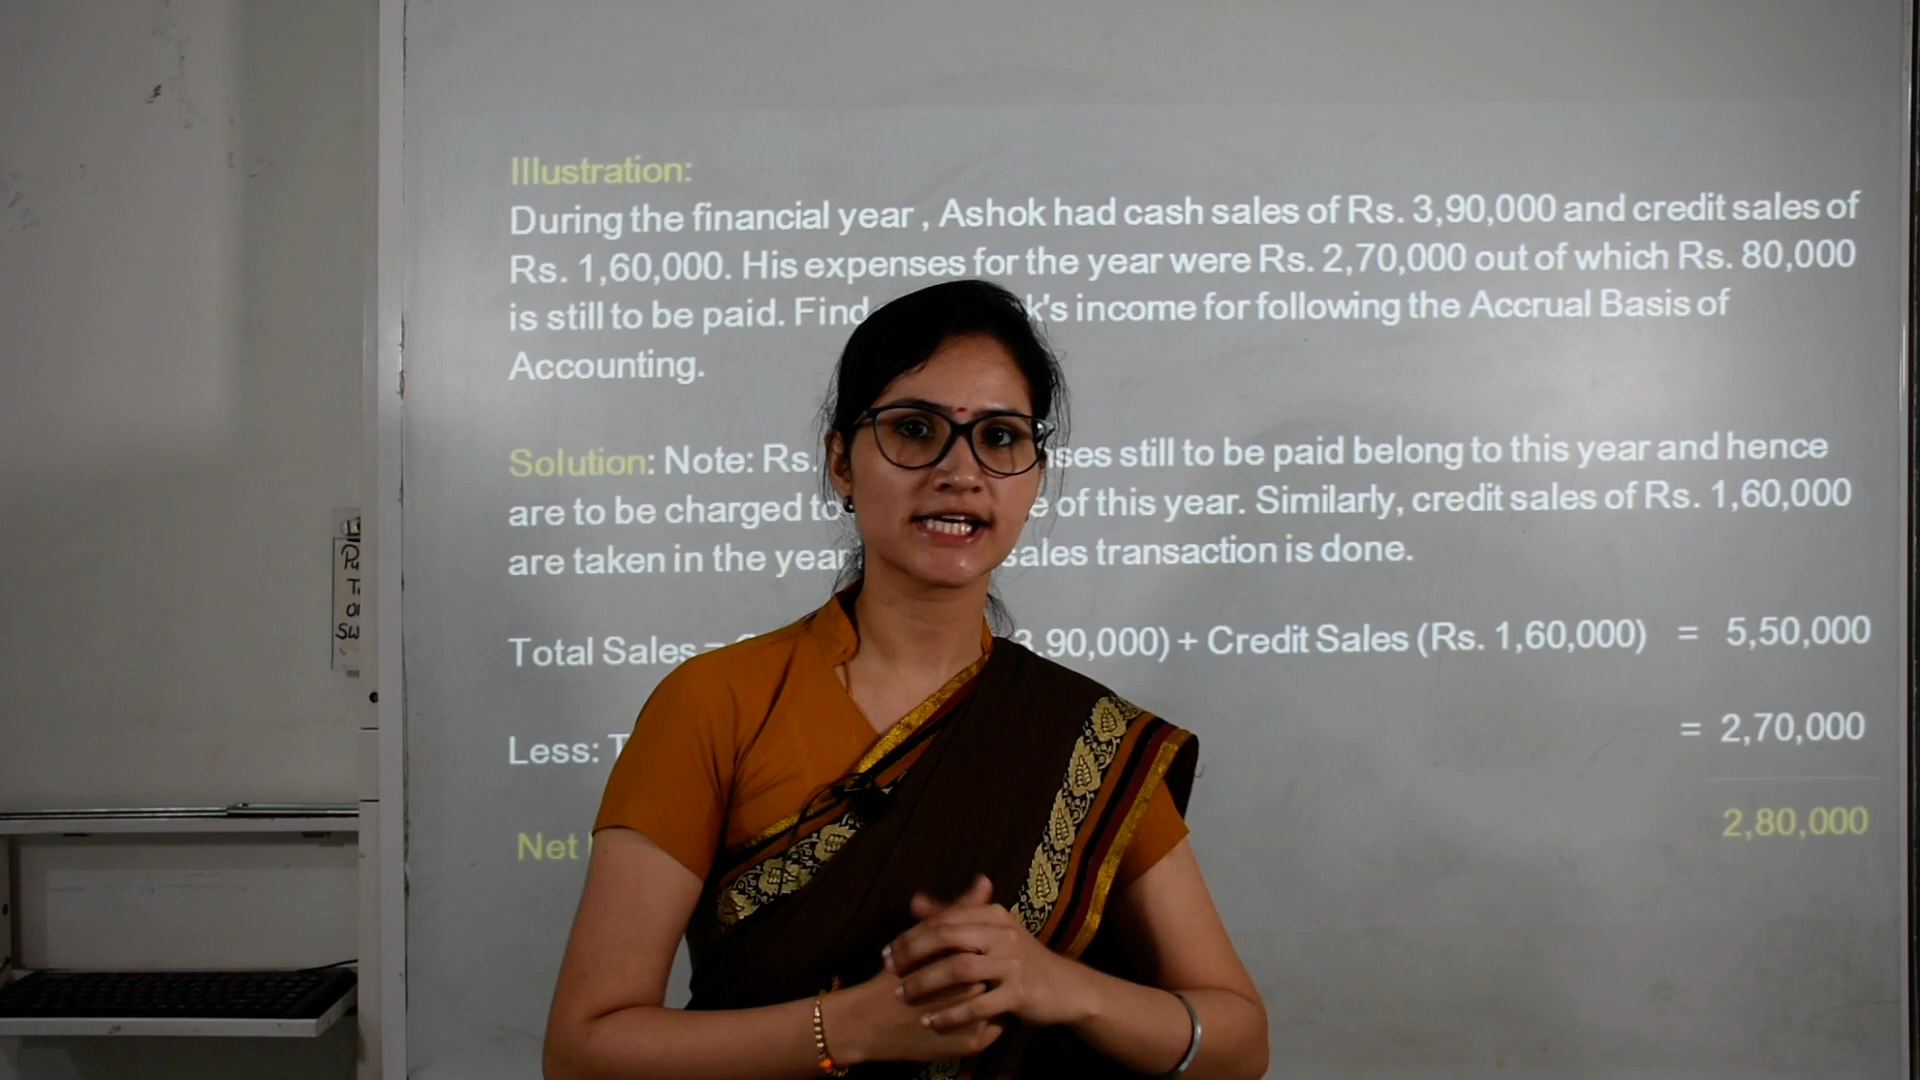 Illustration:
During the financial year , Ashok had cash sales of Rs. 3,90,000 and credit sales of
Rs. 1,60,000. His expenses for the year were Rs. 2,70,000 out of which Rs. 80,000
is still to be paid. Find k's income for following the Accrual Basis of
Accounting.
Solution: Note: Rs. still to be paid belong to this year and hence
are to be charged to of this year. Similarly, credit sales of Rs. 1,60,000
are taken in the year sales transaction is done.
Total Sales = 3,90,000) + Credit Sales (Rs. 1,60,000) = 5,50,000
Less: = 2,70,000
Net 2,80,000